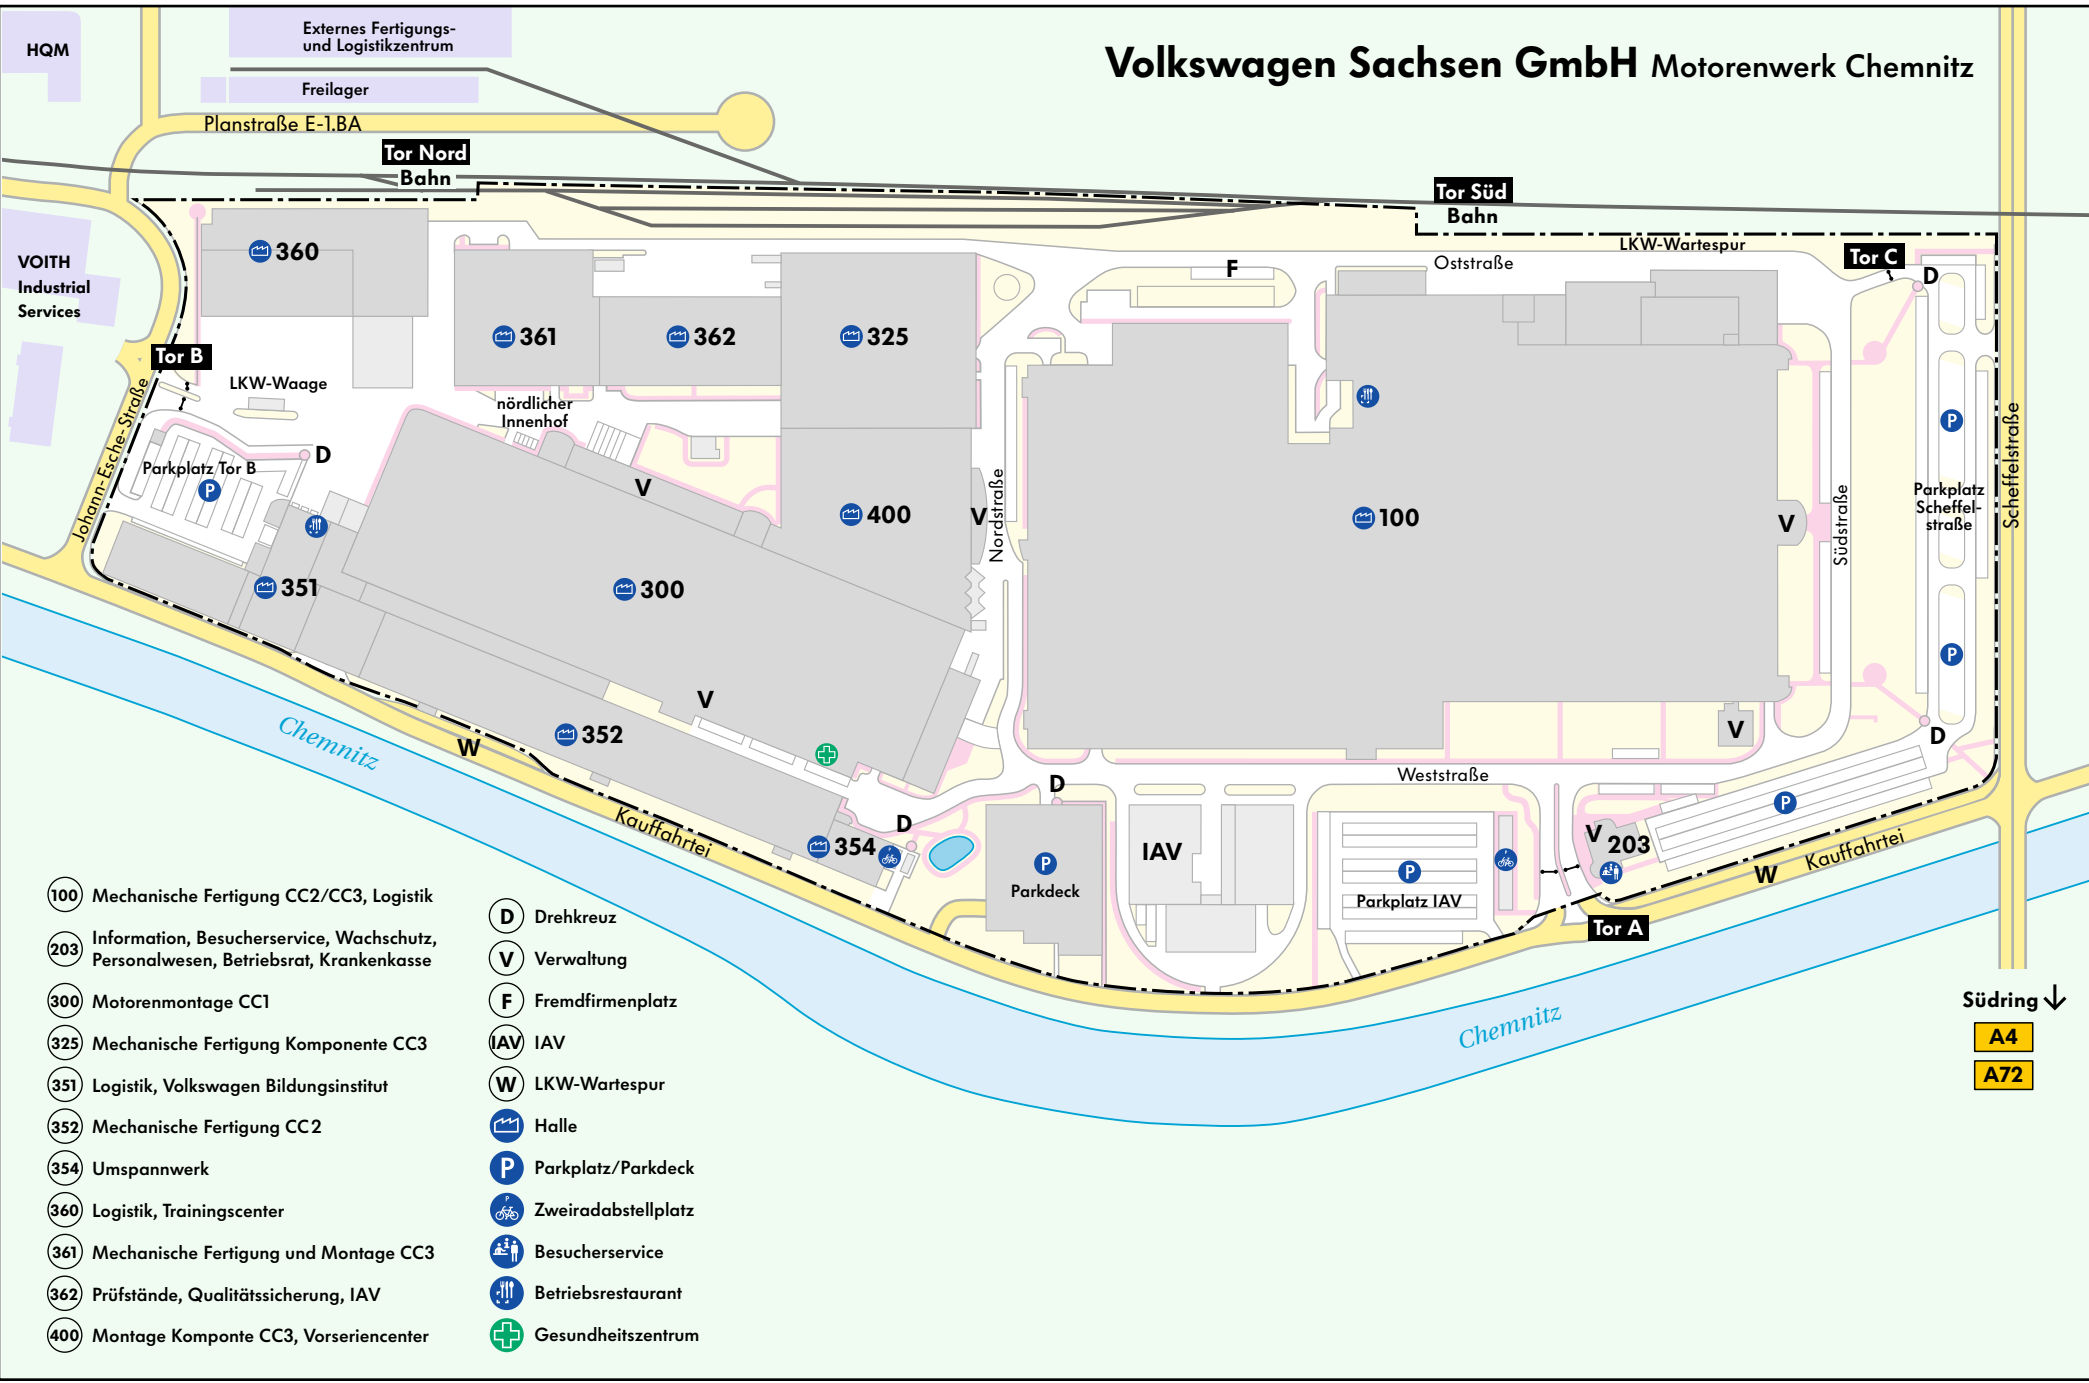 HQM
Externes Fertigungs-
und Logistikzentrum
Freilager
Volkswagen Sachsen GmbH Motorenwerk Chemnitz
Planstraße E-1.BA
Tor Nord
Bahn
Tor Süd
Bahn
LKW-Wartespur
Oststraße
Tor C
D
F
VOITH
Industrial
Services
360
361
362
325
Tor B
LKW-Waage
nördlicher
Innenhof
Johann-Esche-Straße
D
Parkplatz Tor B
P
V
400
V
Nordstraße
100
V
Südstraße
P
Parkplatz
Scheffel-
straße
Scheffelstraße
P
351
300
V
352
W
Chemnitz
Kauffahrtei
354
D
D
P
Parkdeck
IAV
Weststraße
V
D
P
Parkplatz IAV
P
V
203
W
Kauffahrtei
Tor A
Chemnitz
Südring
A4
A72
100 Mechanische Fertigung CC2/CC3, Logistik
203 Information, Besucherservice, Wachschutz,
Personalwesen, Betriebsrat, Krankenkasse
300 Motorenmontage CC1
325 Mechanische Fertigung Komponente CC3
351 Logistik, Volkswagen Bildungsinstitut
352 Mechanische Fertigung CC2
354 Umspannwerk
360 Logistik, Trainingscenter
361 Mechanische Fertigung und Montage CC3
362 Prüfstände, Qualitätssicherung, IAV
400 Montage Komponte CC3, Vorseriencenter
D Drehkreuz
V Verwaltung
F Fremdfirmenplatz
IAV IAV
W LKW-Wartespur
Halle
P Parkplatz/Parkdeck
P Zweiradabstellplatz
Besucherservice
Betriebsrestaurant
Gesundheitszentrum